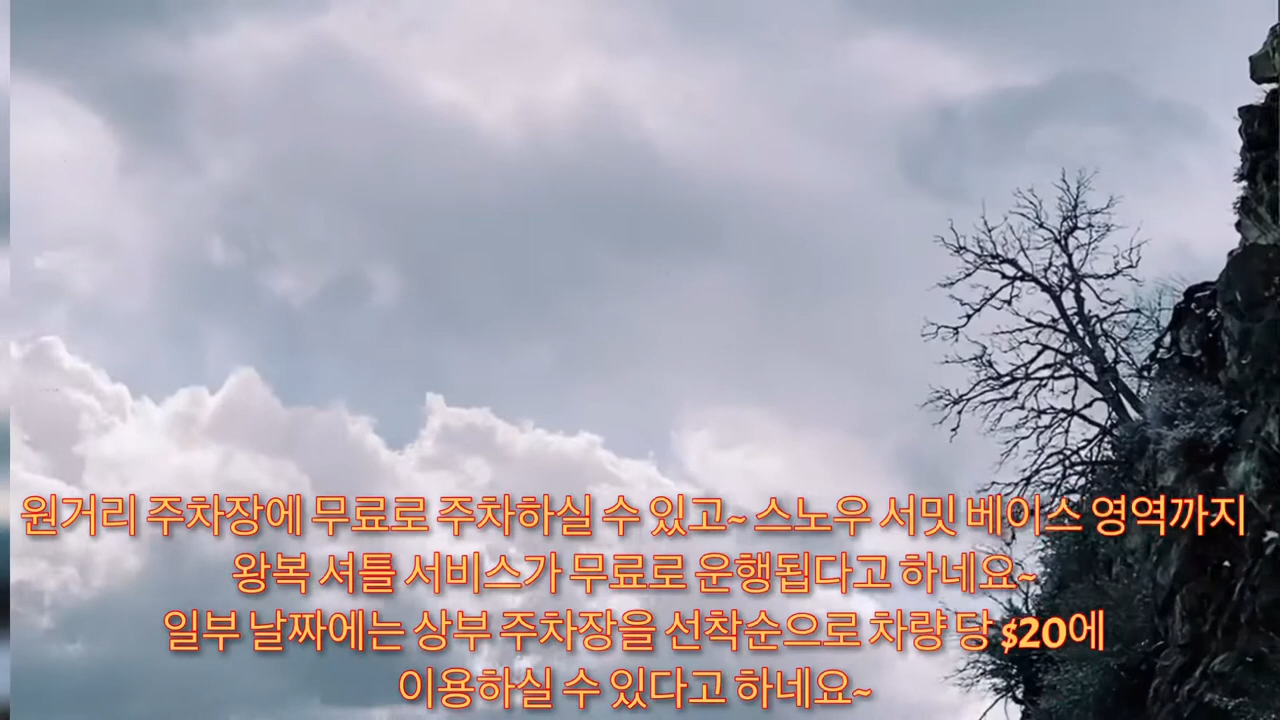 원거리 주차장에 무료로 주차하실 수 있고~ 스노우 서밋 베이스 영역까지
왕복 셔틀 서비스가 무료로 운행됩다고 하네요~
일부 날짜에는 상부 주차장을 선착순으로 차량 당 $20에
이용하실 수 있다고 하네요~